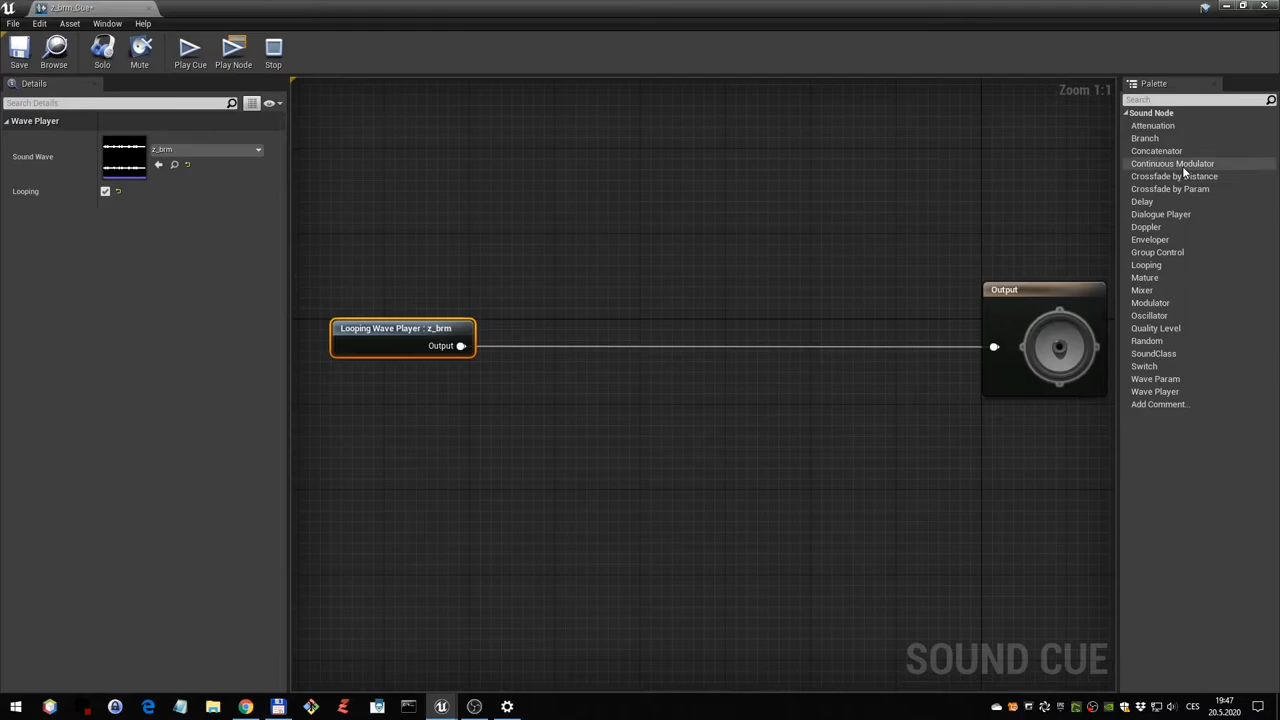 z_brm_Cue*
File Edit Asset Window Help
Save Browse Solo Mute Play Cue Play Node Stop
Details
Search Details
Wave Player
Sound Wave z_brm
Looping
Zoom 1:1
Looping Wave Player : z_brm
Output
Output
SOUND CUE
Palette
Search
Sound Node
Attenuation
Branch
Concatenator
Continuous Modulator
Crossfade by Distance
Crossfade by Param
Delay
Dialogue Player
Doppler
Enveloper
Group Control
Looping
Mature
Mixer
Modulator
Oscillator
Quality Level
Random
SoundClass
Switch
Wave Param
Wave Player
Add Comment...
CES
19:47
20.5.2020